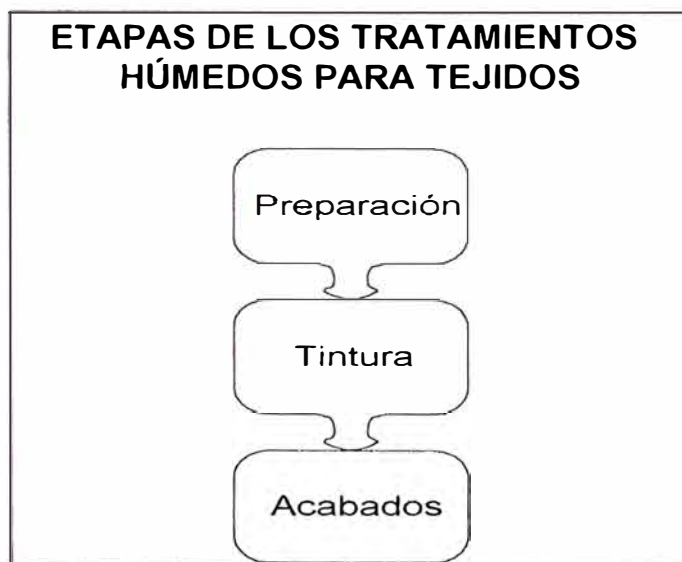 ETAPAS DE LOS TRATAMIENTOS
HÚMEDOS PARA TEJIDOS
Preparación
Tintura
Acabados